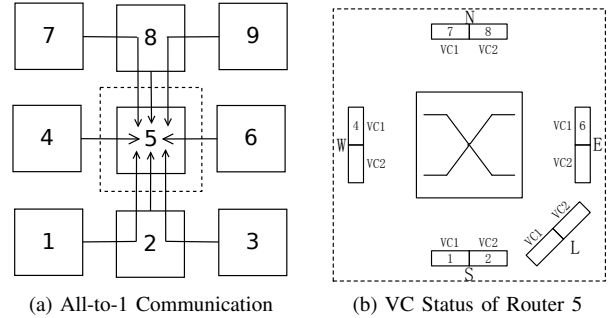 7 8 9
4 5 6
1 2 3
(a) All-to-1 Communication
N
7 8
VC1 VC2
4 VC1
W
VC2
6 VC1
E
VC2
VC1 VC2
L
VC1 VC2
1 2
S
(b) VC Status of Router 5